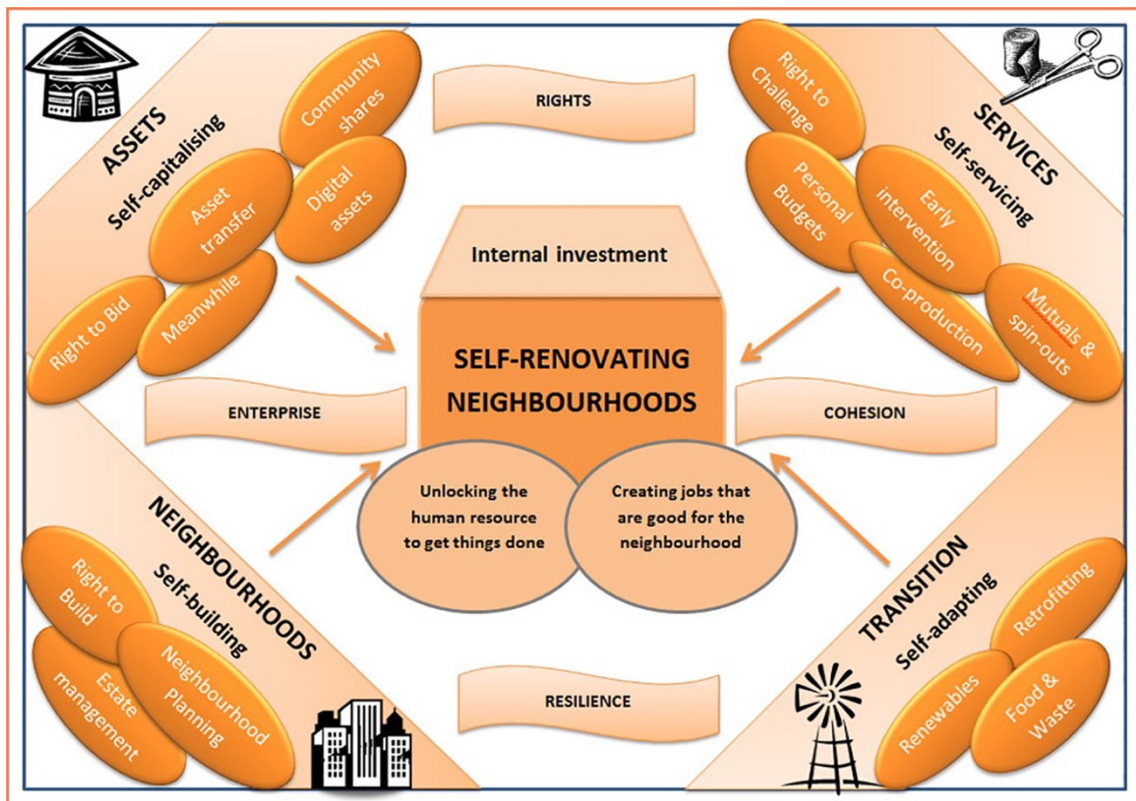 ASSETS
Self-capitalising
Community
shares
Digital
assets
Asset
transfer
Meanwhile
Right to Bid
RIGHTS
SERVICES
Self-servicing
Right to
Challenge
Personal
Budgets
Early
intervention
Co-production
Mutuals &
spin-outs
Internal investment
SELF-RENOVATING
NEIGHBOURHOODS
ENTERPRISE
COHESION
Unlocking the
human resource
to get things done
Creating jobs that
are good for the
neighbourhood
NEIGHBOURHOODS
Self-building
Right to
Build
Neighbourhood
Planning
Estate
management
RESILIENCE
TRANSITION
Self-adapting
Retrofitting
Renewables
Food &
Waste